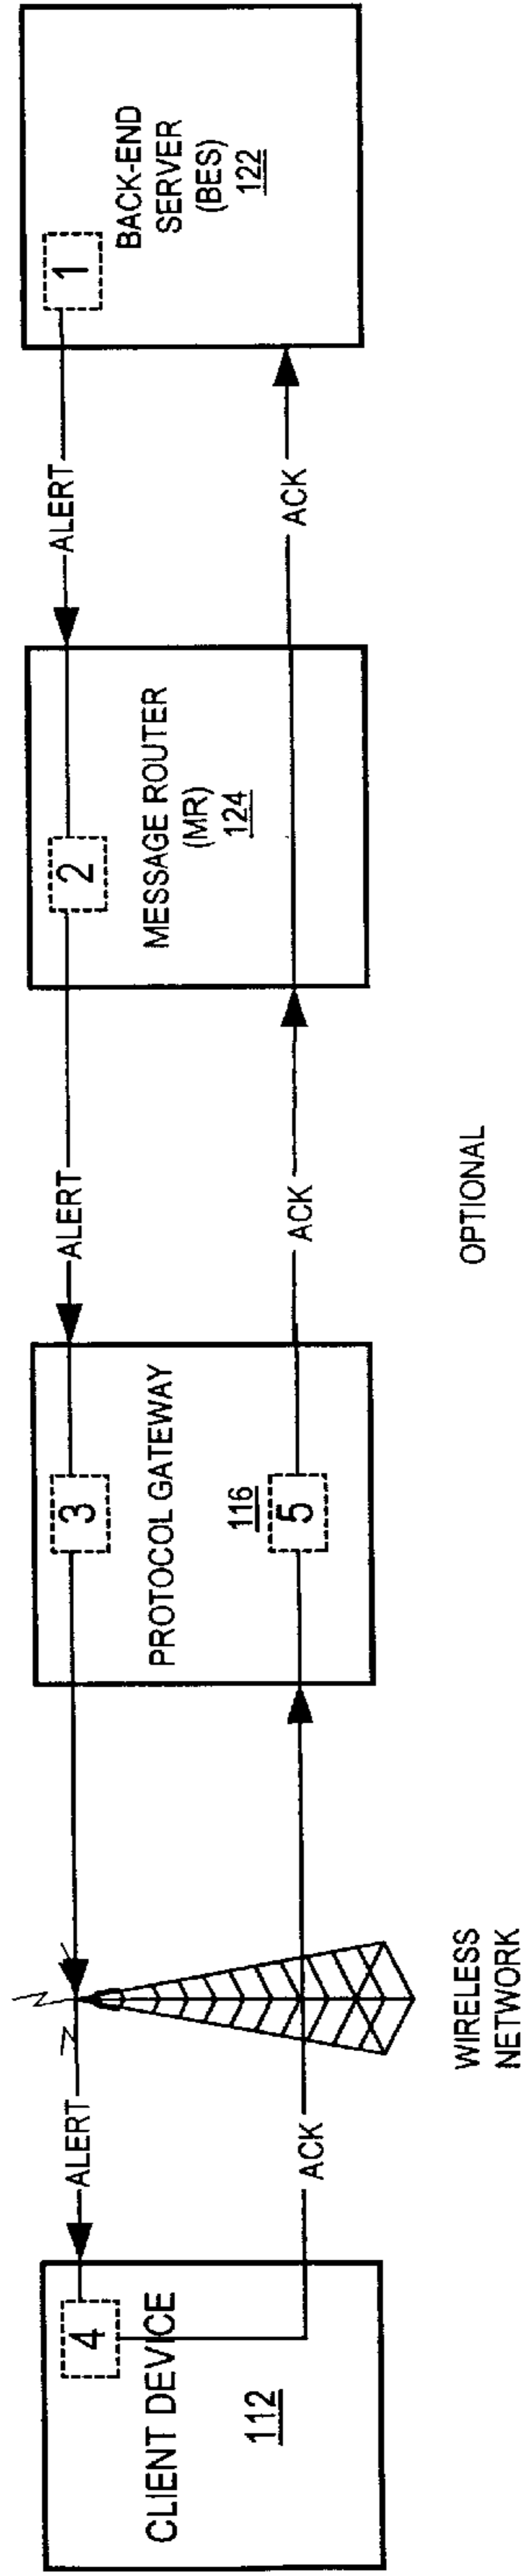 CLIENT DEVICE
112
4
ALERT
ACK
WIRELESS
NETWORK
PROTOCOL GATEWAY
116
3
5
ALERT
ACK
OPTIONAL
MESSAGE ROUTER
(MR)
124
2
ALERT
ACK
BACK-END
SERVER
(BES)
122
1